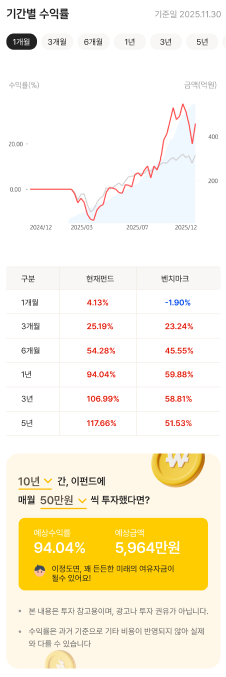 기간별 수익률
기준일 2025.11.30
1개월 3개월 6개월 1년 3년 5년
수익률(%) 금액(억원)
400
20.00
200
0.00
2024/12 2025/03 2025/07 2025/12
구분 현재펀드 벤치마크
1개월 4.13% -1.90%
3개월 25.19% 23.24%
6개월 54.28% 45.55%
1년 94.04% 59.88%
3년 106.99% 58.81%
5년 117.66% 51.53%
10년 간, 이펀드에
매월 50만원 씩 투자했다면?
예상수익률 예상금액
94.04% 5,964만원
이정도면, 꽤 든든한 미래의 여유자금이
될수 있어요!
• 본 내용은 투자 참고용이며, 광고나 투자 권유가 아닙니다.
• 수익률은 과거 기준으로 기타 비용이 반영되지 않아 실제
와 다를 수 있습니다